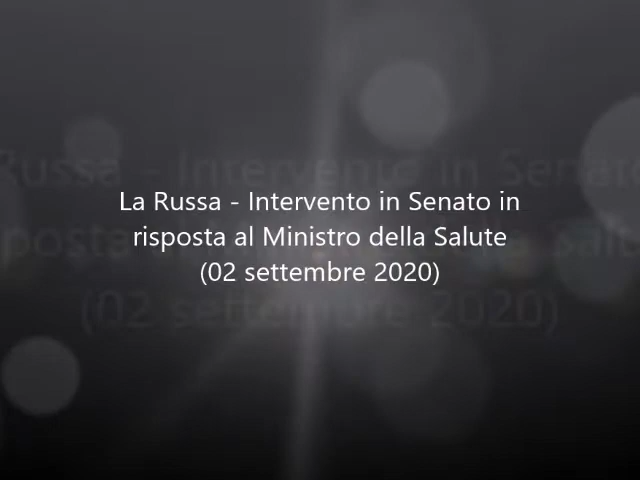 La Russa - Intervento in Senato in
risposta al Ministro della Salute
(02 settembre 2020)